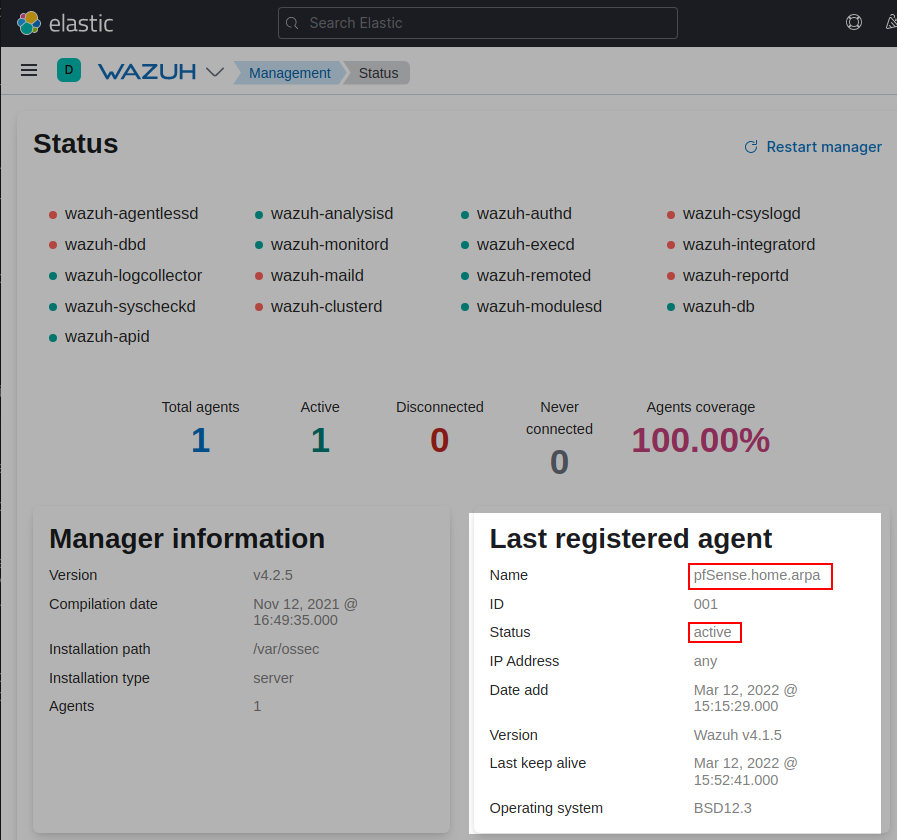 elastic
Search Elastic
D
WAZUH
Management
Status
Status
Restart manager
wazuh-agentlessd
wazuh-analysisd
wazuh-authd
wazuh-csyslogd
wazuh-dbd
wazuh-monitord
wazuh-execd
wazuh-integratord
wazuh-logcollector
wazuh-maild
wazuh-remoted
wazuh-reportd
wazuh-syscheckd
wazuh-clusterd
wazuh-modulesd
wazuh-db
wazuh-apid
Total agents
1
Active
1
Disconnected
0
Never
connected
0
Agents coverage
100.00%
Manager information
Version v4.2.5
Compilation date Nov 12, 2021 @
16:49:35.000
Installation path /var/ossec
Installation type server
Agents 1
Last registered agent
Name pfSense.home.arpa
ID 001
Status active
IP Address any
Date add Mar 12, 2022 @
15:15:29.000
Version Wazuh v4.1.5
Last keep alive Mar 12, 2022 @
15:52:41.000
Operating system BSD12.3